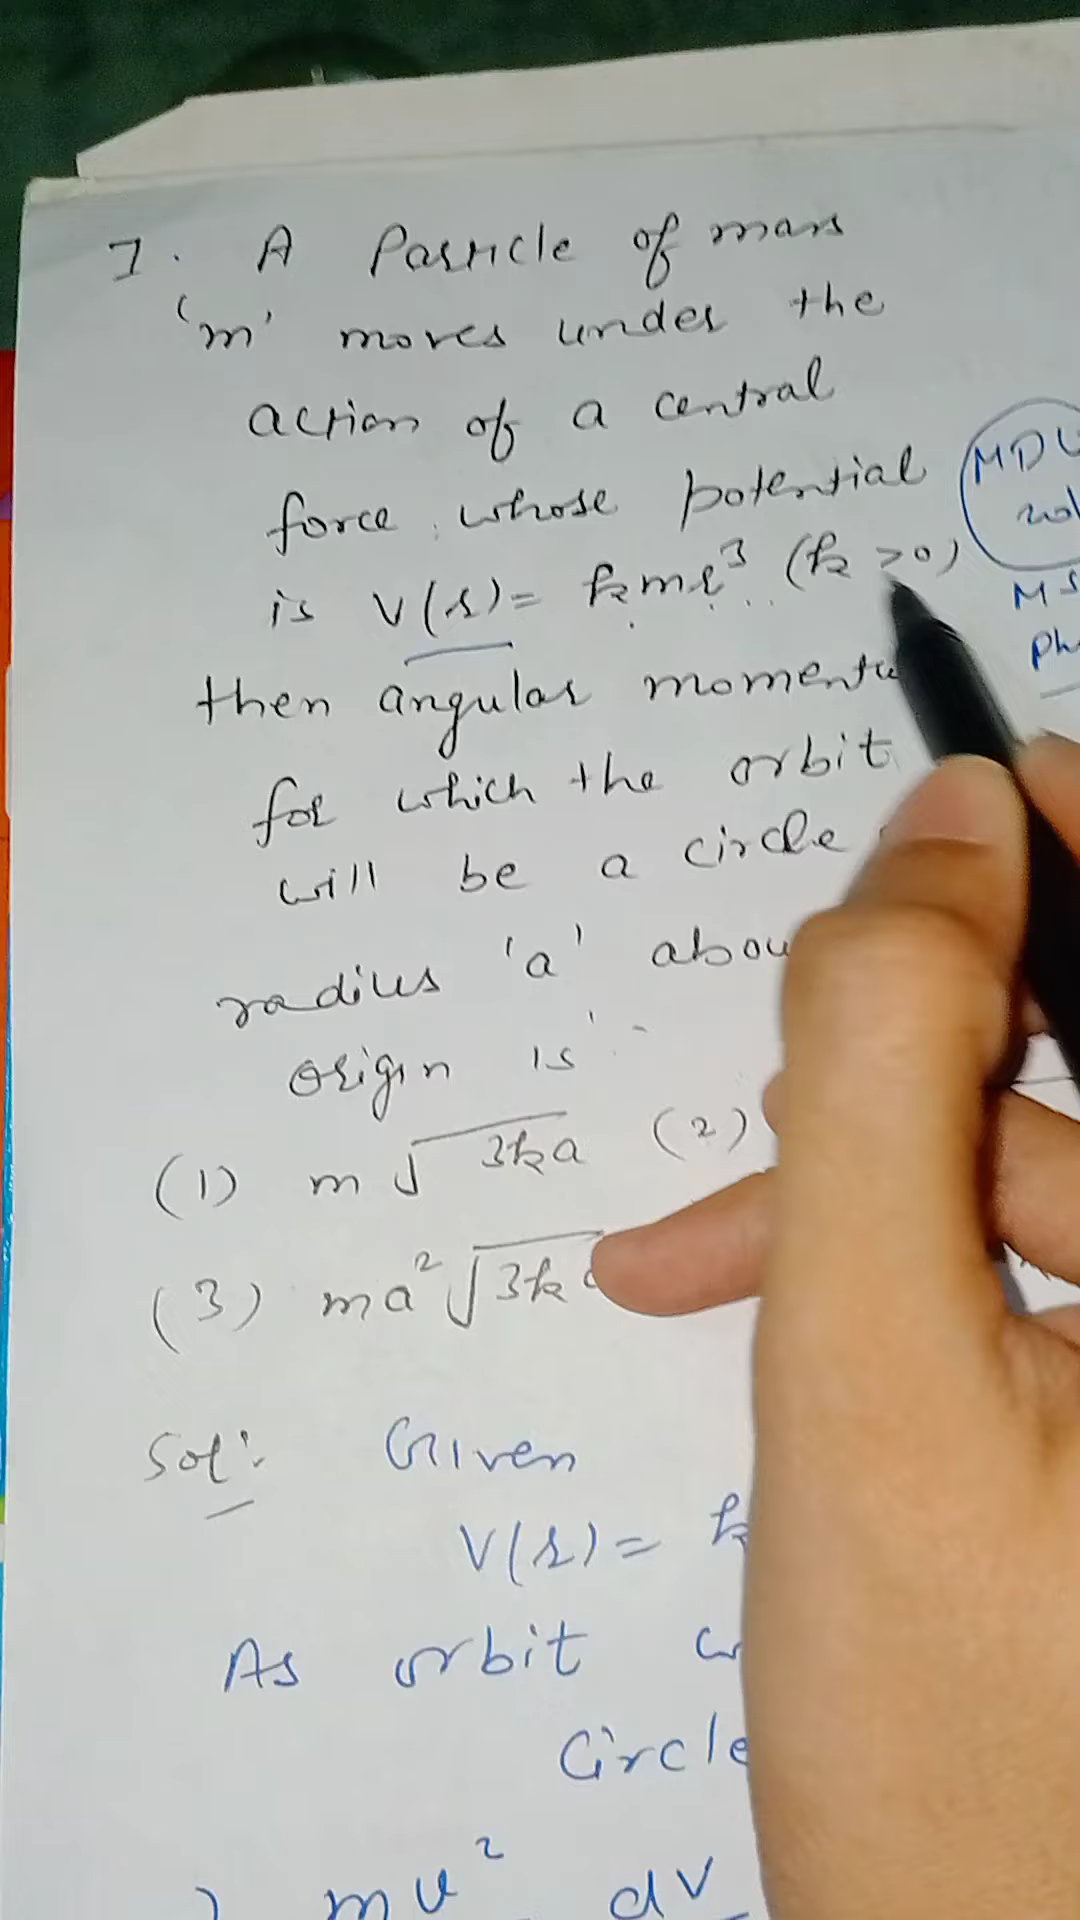 1. A Particle of mass
'm' moves under the
action of a central
force, whose potential
is V(r) = kmr³ (k > 0)
then angular
for which the orbit
will be a circle
radius 'a'
origin is
(1) m√3ka (2)
(3) ma²√3k
Sol:
Given
V(r) = k
As orbit
Circle
mv² dV
MDU
MS